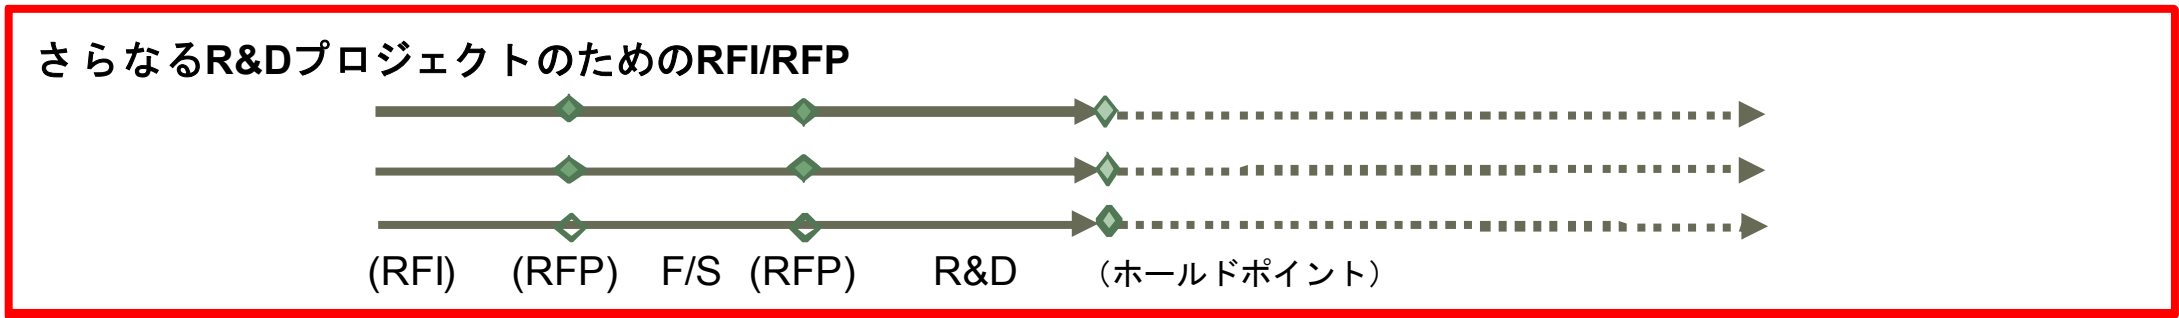 さらなるR&DプロジェクトのためのRFI/RFP
(RFI) (RFP) F/S (RFP) R&D （ホールドポイント）